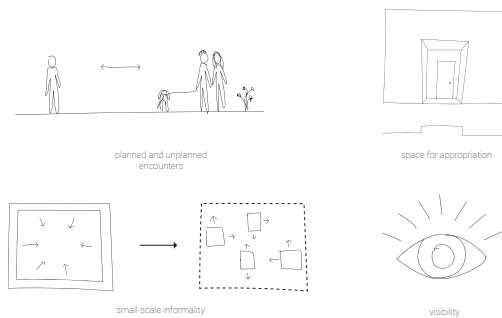 planned and unplanned
encounters
space for appropriation
small-scale informality
visibility